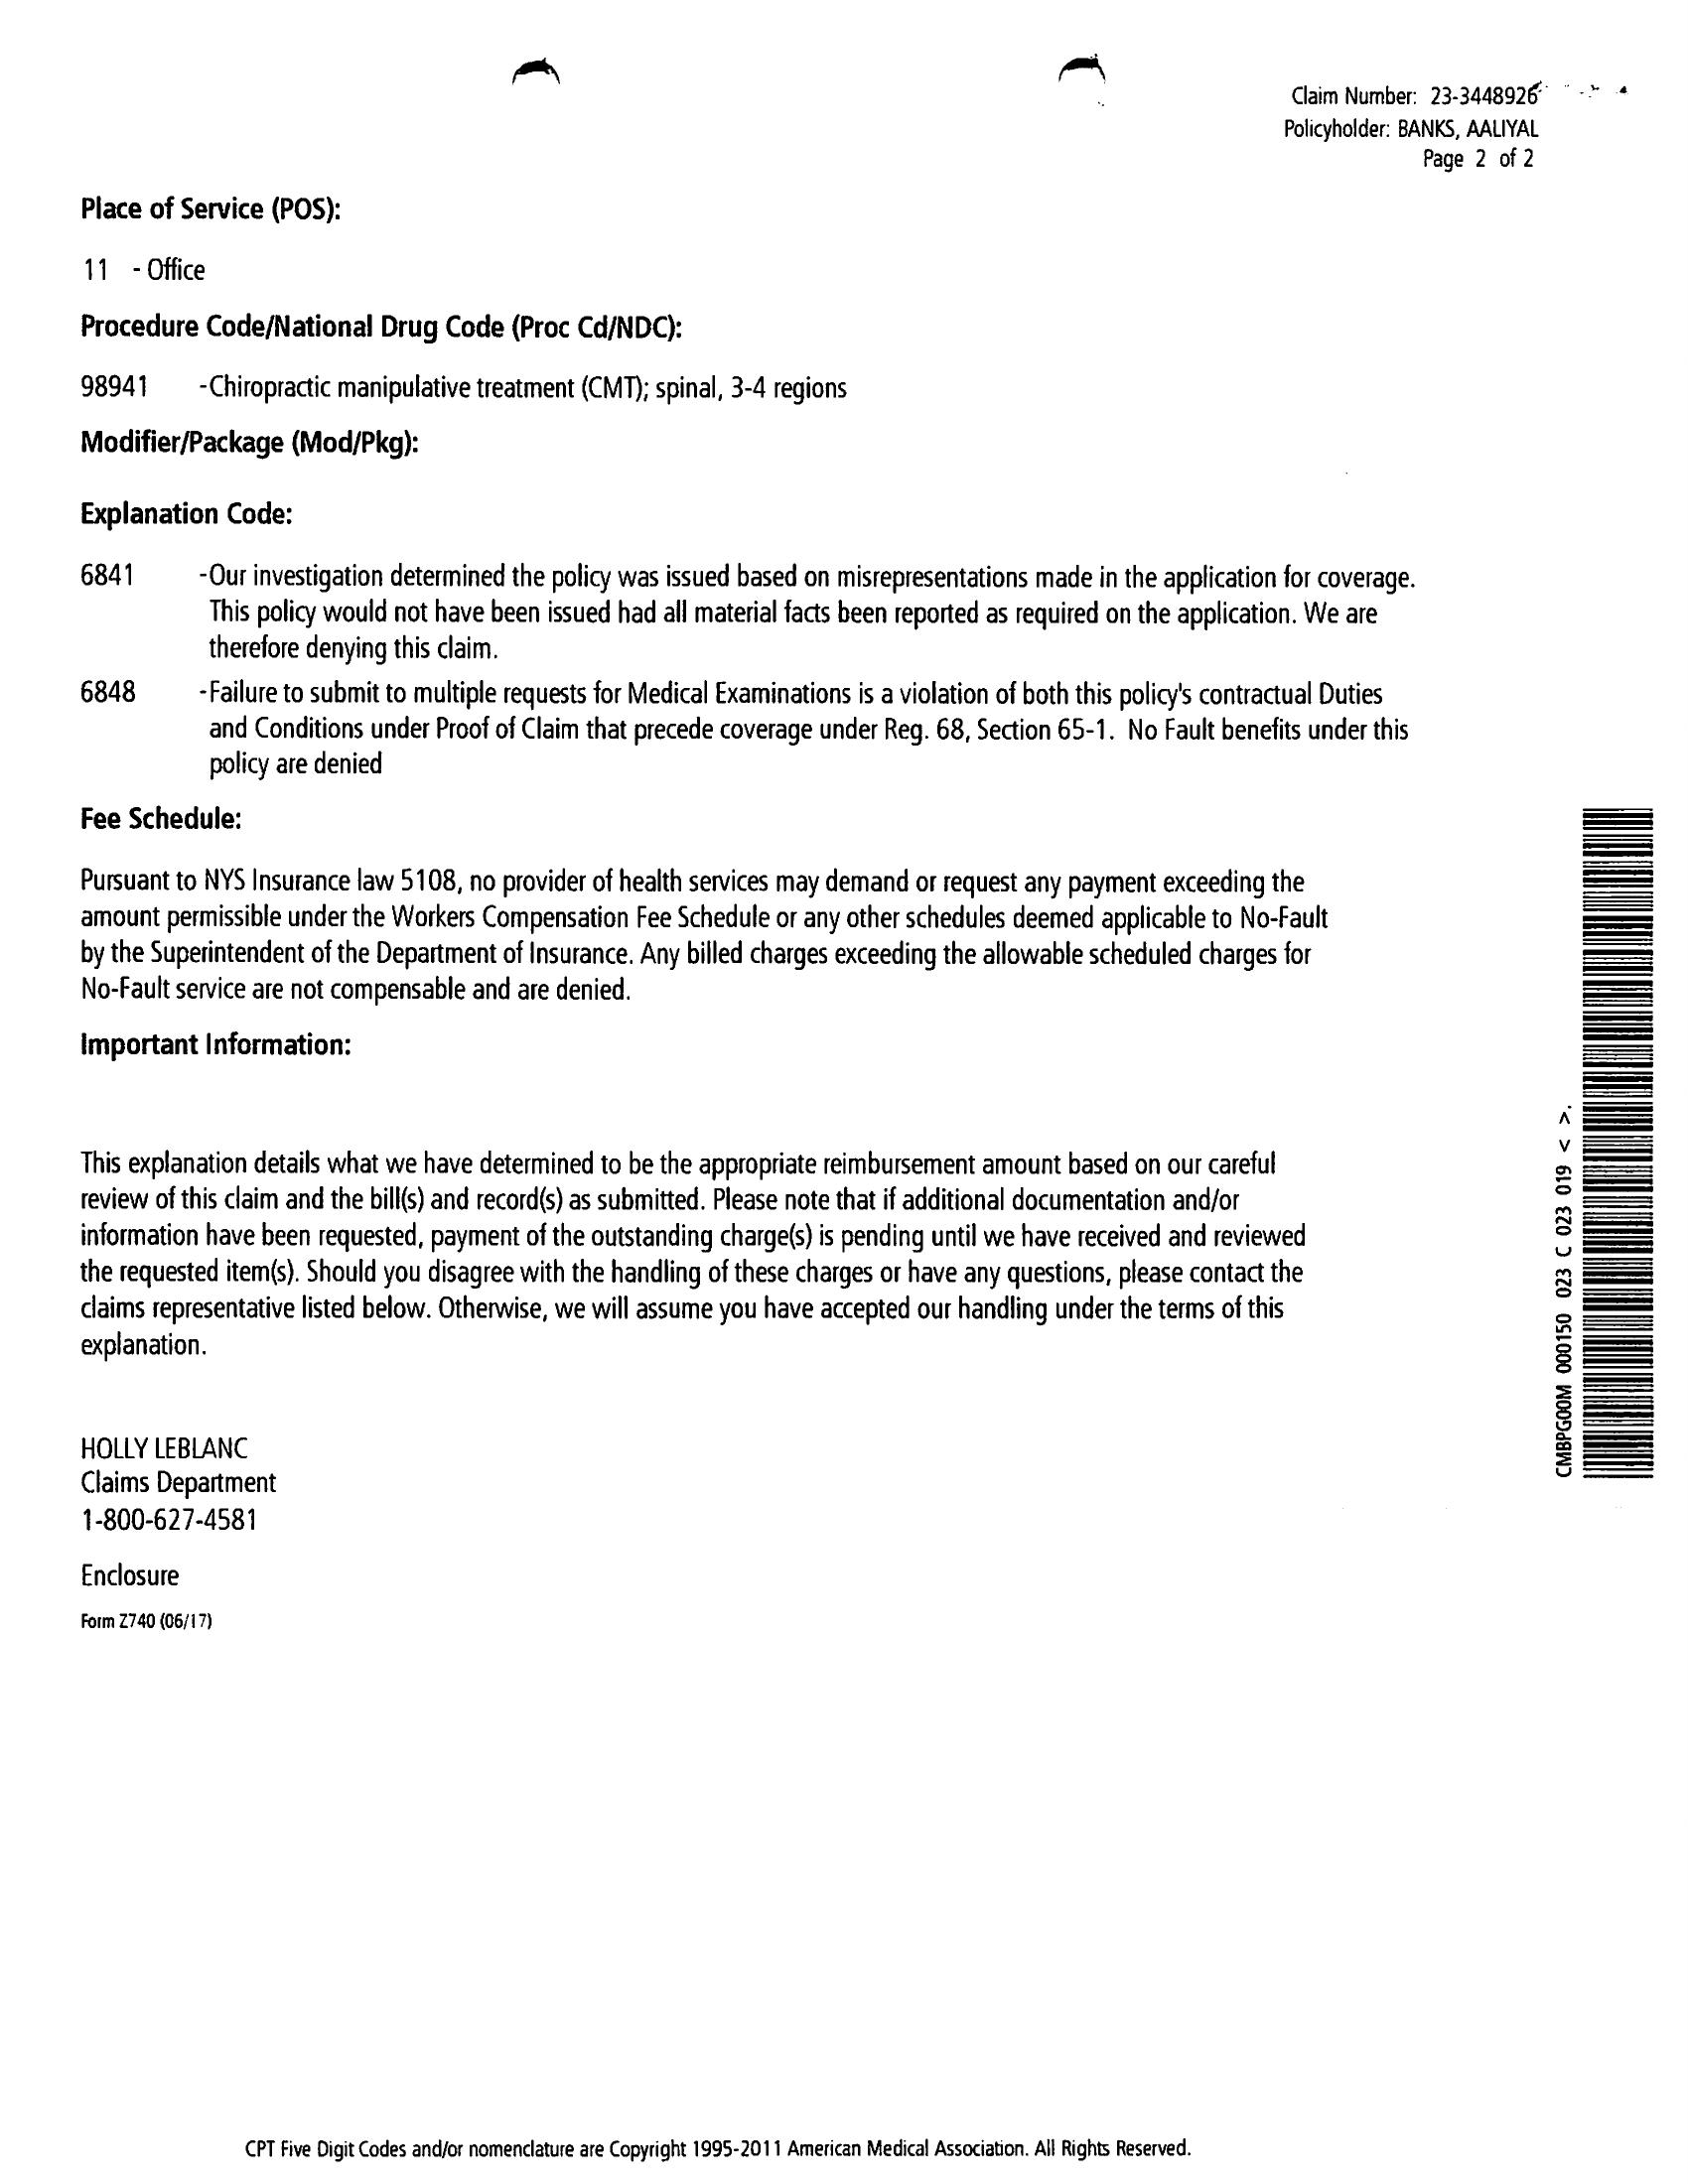 Claim Number: 23-3448926
Policyholder: BANKS, AALIYAL
Page 2 of 2
Place of Service (POS):
11 - Office
Procedure Code/National Drug Code (Proc Cd/NDC):
98941 -Chiropractic manipulative treatment (CMT); spinal, 3-4 regions
Modifier/Package (Mod/Pkg):
Explanation Code:
6841 -Our investigation determined the policy was issued based on misrepresentations made in the application for coverage.
This policy would not have been issued had all material facts been reported as required on the application. We are
therefore denying this claim.
6848 -Failure to submit to multiple requests for Medical Examinations is a violation of both this policy's contractual Duties
and Conditions under Proof of Claim that precede coverage under Reg. 68, Section 65-1. No Fault benefits under this
policy are denied
Fee Schedule:
Pursuant to NYS Insurance law 5108, no provider of health services may demand or request any payment exceeding the
amount permissible under the Workers Compensation Fee Schedule or any other schedules deemed applicable to No-Fault
by the Superintendent of the Department of Insurance. Any billed charges exceeding the allowable scheduled charges for
No-Fault service are not compensable and are denied.
Important Information:
This explanation details what we have determined to be the appropriate reimbursement amount based on our careful
review of this claim and the bill(s) and record(s) as submitted. Please note that if additional documentation and/or
information have been requested, payment of the outstanding charge(s) is pending until we have received and reviewed
the requested item(s). Should you disagree with the handling of these charges or have any questions, please contact the
claims representative listed below. Otherwise, we will assume you have accepted our handling under the terms of this
explanation.
HOLLY LEBLANC
Claims Department
1-800-627-4581
Enclosure
Form Z740 (06/17)
CMBPG00M 000150 023 C 023 019 < >.
CPT Five Digit Codes and/or nomenclature are Copyright 1995-2011 American Medical Association. All Rights Reserved.